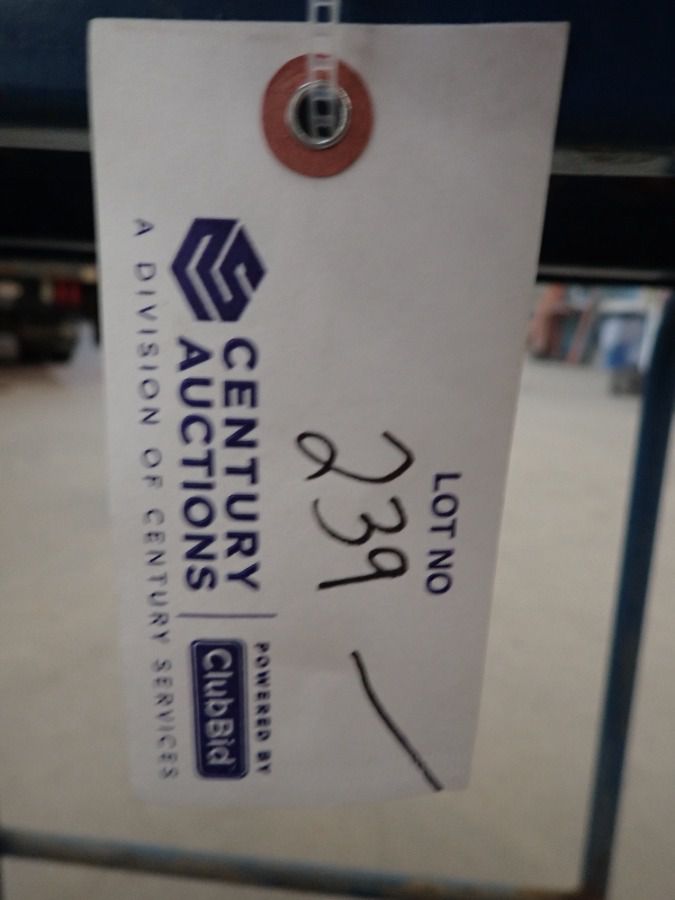 LOT NO
239
CENTURY
AUCTIONS
POWERED BY
ClubBid
A DIVISION OF CENTURY SERVICES